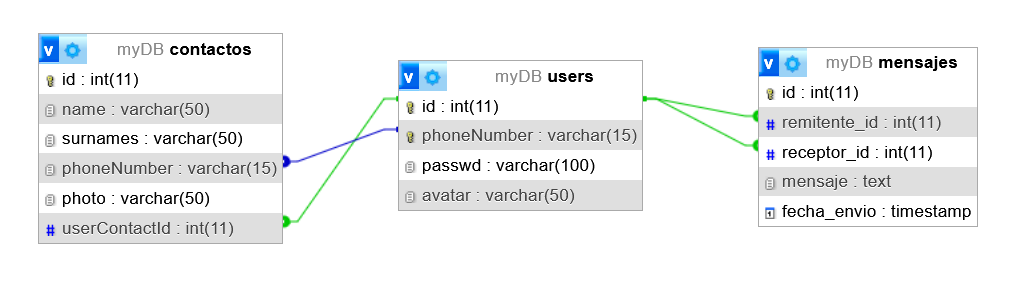 v myDB contactos
id : int(11)
name : varchar(50)
surnames : varchar(50)
phoneNumber : varchar(15)
photo : varchar(50)
# userContactId : int(11)
v myDB users
id : int(11)
phoneNumber : varchar(15)
passwd : varchar(100)
avatar : varchar(50)
v myDB mensajes
id : int(11)
# remitente_id : int(11)
# receptor_id : int(11)
mensaje : text
1 fecha_envio : timestamp